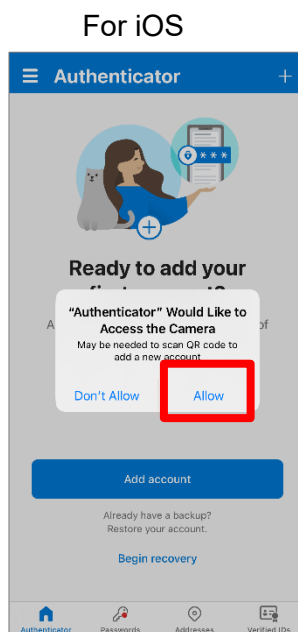 For iOS
Authenticator
Ready to add your
"Authenticator" Would Like to
Access the Camera
May be needed to scan QR code to
add a new account
Don't Allow
Allow
Add account
Already have a backup?
Restore your account.
Begin recovery
Authenticator
Passwords
Addresses
Verified IDs